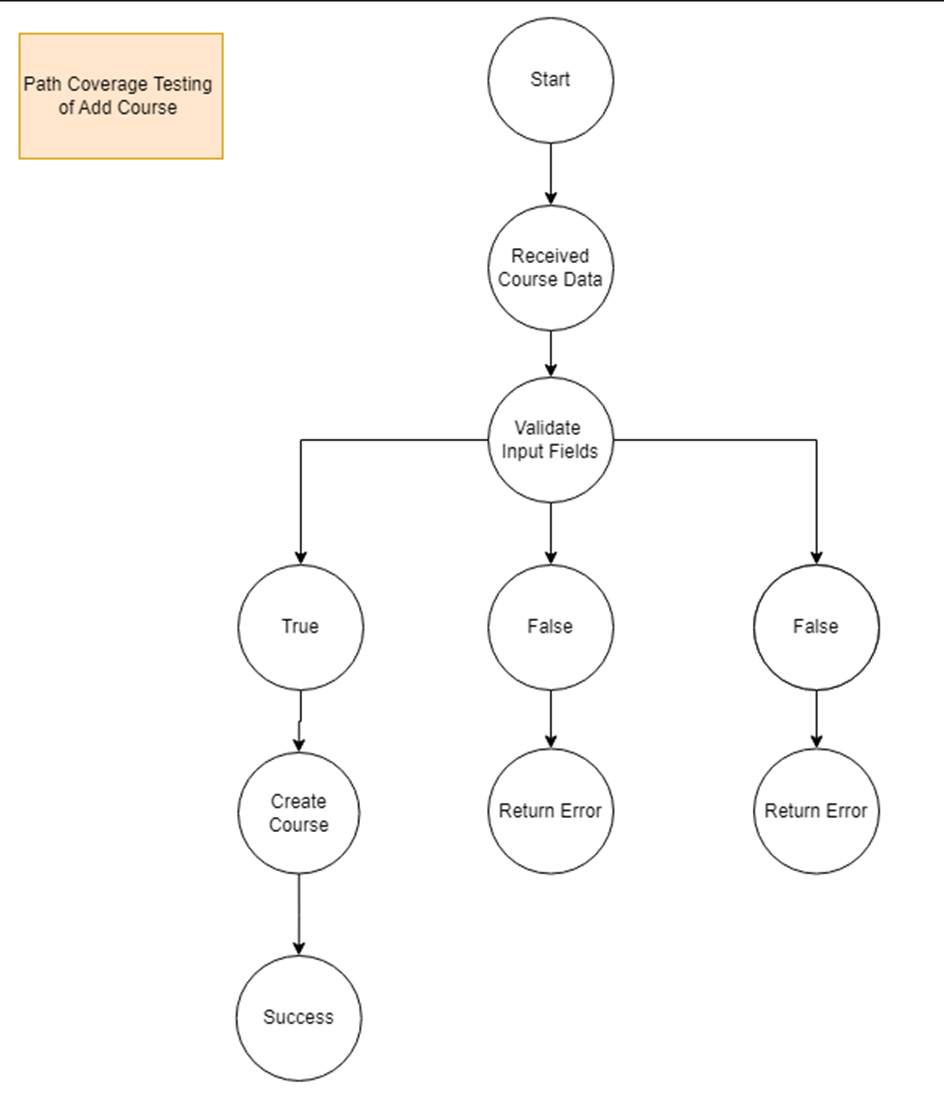 Path Coverage Testing
of Add Course
Start
Received
Course Data
Validate
Input Fields
True
False
False
Create
Course
Return Error
Return Error
Success